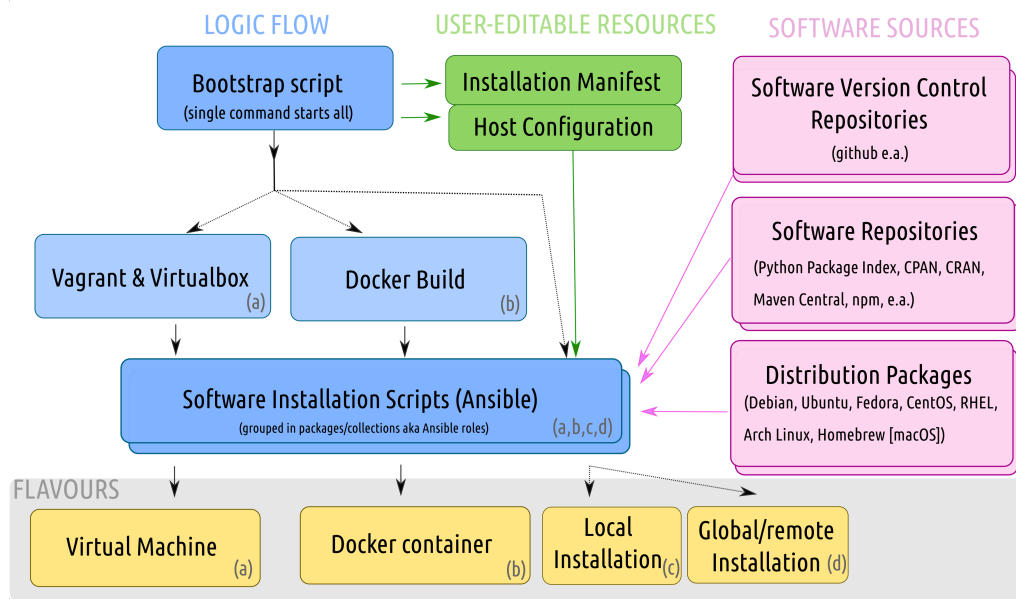 LOGIC FLOW
USER-EDITABLE RESOURCES
SOFTWARE SOURCES
Bootstrap script
(single command starts all)
Installation Manifest
Host Configuration
Software Version Control
Repositories
(github e.a.)
Software Repositories
(Python Package Index, CPAN, CRAN,
Maven Central, npm, e.a.)
Vagrant & Virtualbox
(a)
Docker Build
(b)
Distribution Packages
(Debian, Ubuntu, Fedora, CentOS, RHEL,
Arch Linux, Homebrew [macOS])
Software Installation Scripts (Ansible)
(grouped in packages/collections aka Ansible roles)
(a,b,c,d)
FLAVOURS
Virtual Machine
(a)
Docker container
(b)
Local
Installation
(c)
Global/remote
Installation
(d)